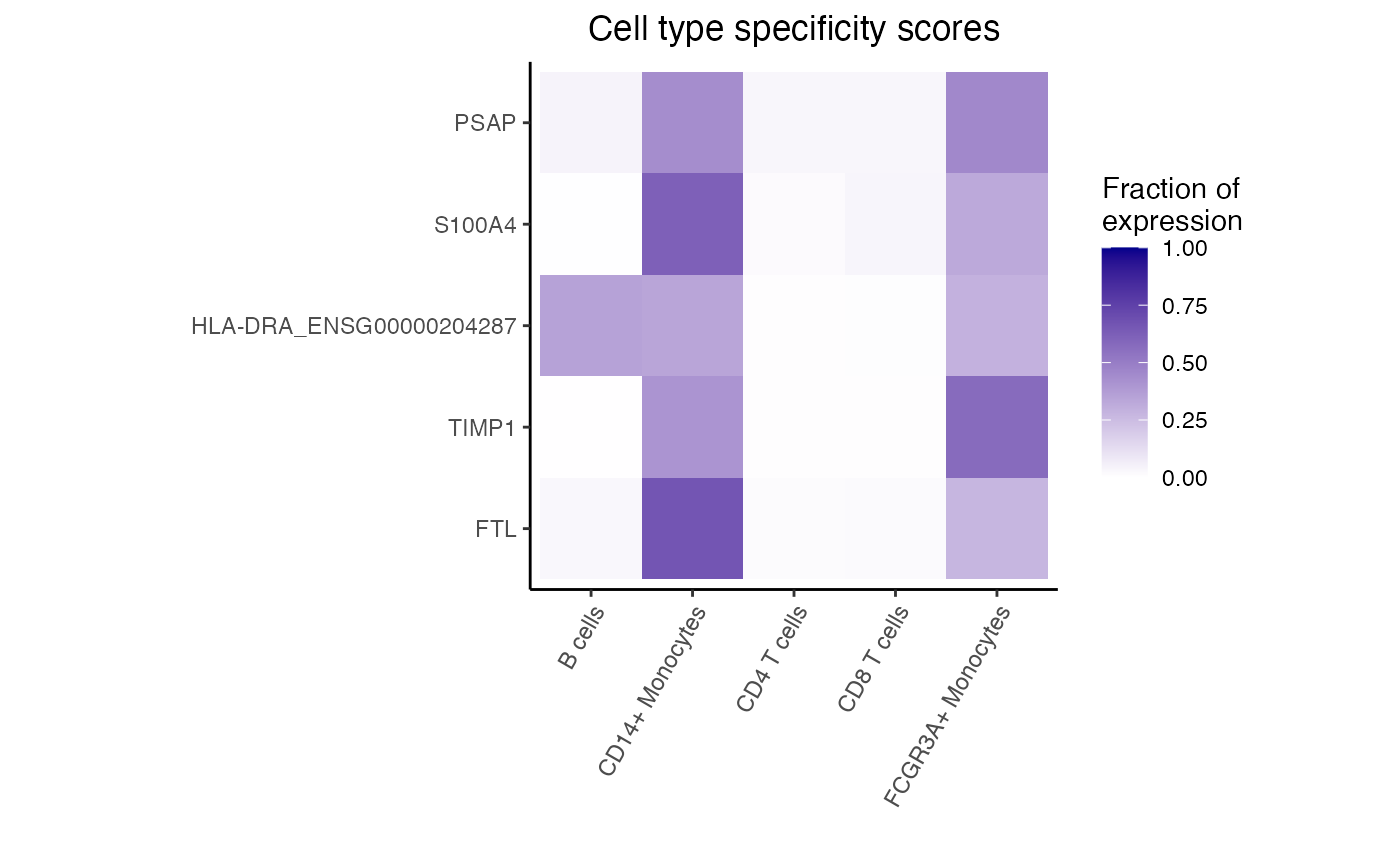 Cell type specificity scores
PSAP
S100A4
HLA-DRA_ENSG00000204287
TIMP1
FTL
B cells
CD14+ Monocytes
CD4 T cells
CD8 T cells
FCGR3A+ Monocytes
Fraction of
expression
1.00
0.75
0.50
0.25
0.00